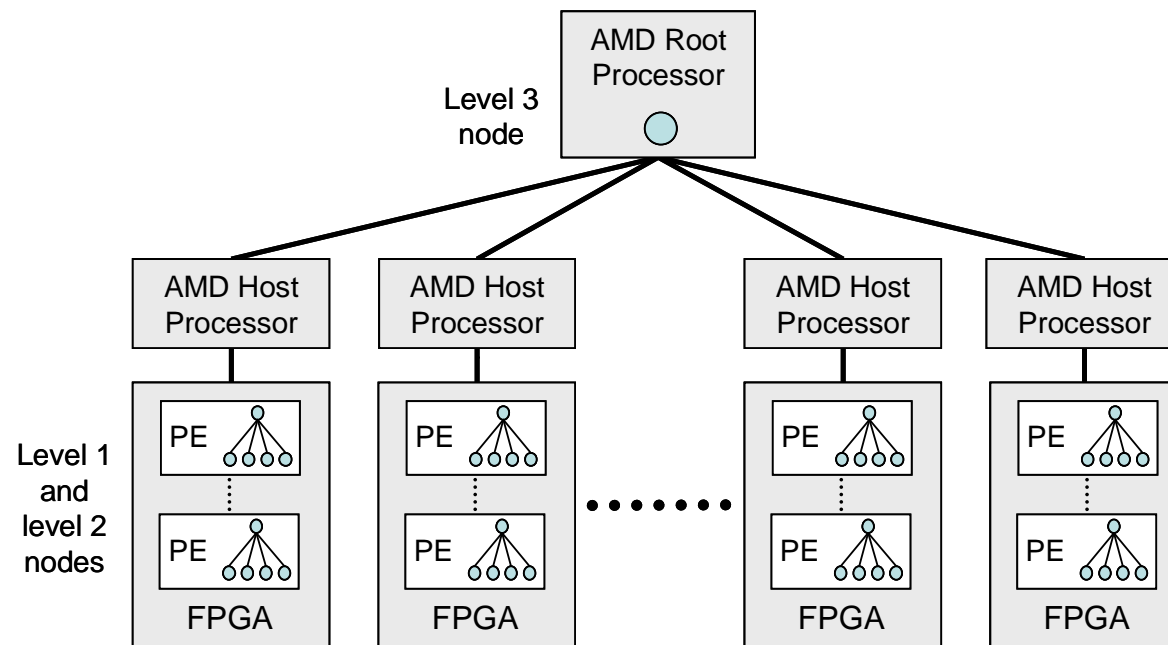 AMD Root
Processor
Level 3
node
AMD Host
Processor
AMD Host
Processor
AMD Host
Processor
AMD Host
Processor
Level 1
and
level 2
nodes
PE
PE
FPGA
PE
PE
FPGA
PE
PE
FPGA
PE
PE
FPGA